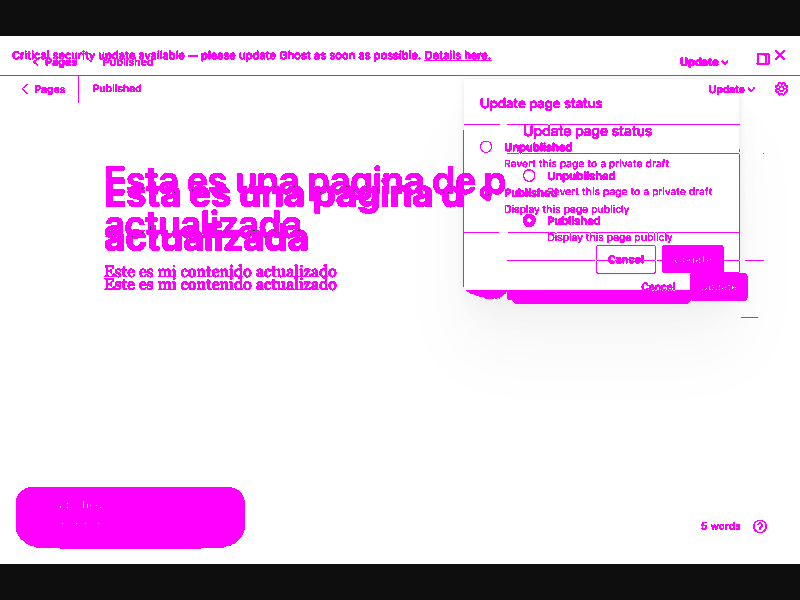 Critical security update available — please update Ghost as soon as possible. Details here.
Pages Published Update
Pages Published Update
Update page status
Update page status
Unpublished
Revert this page to a private draft
Unpublished
Revert this page to a private draft
Published
Display this page publicly
Published
Display this page publicly
Cancel Update
Cancel Update
Esta es una pagina de p
Esta es una pagina d
actualizada
actualizada
Este es mi contenido actualizado
Este es mi contenido actualizado
5 words